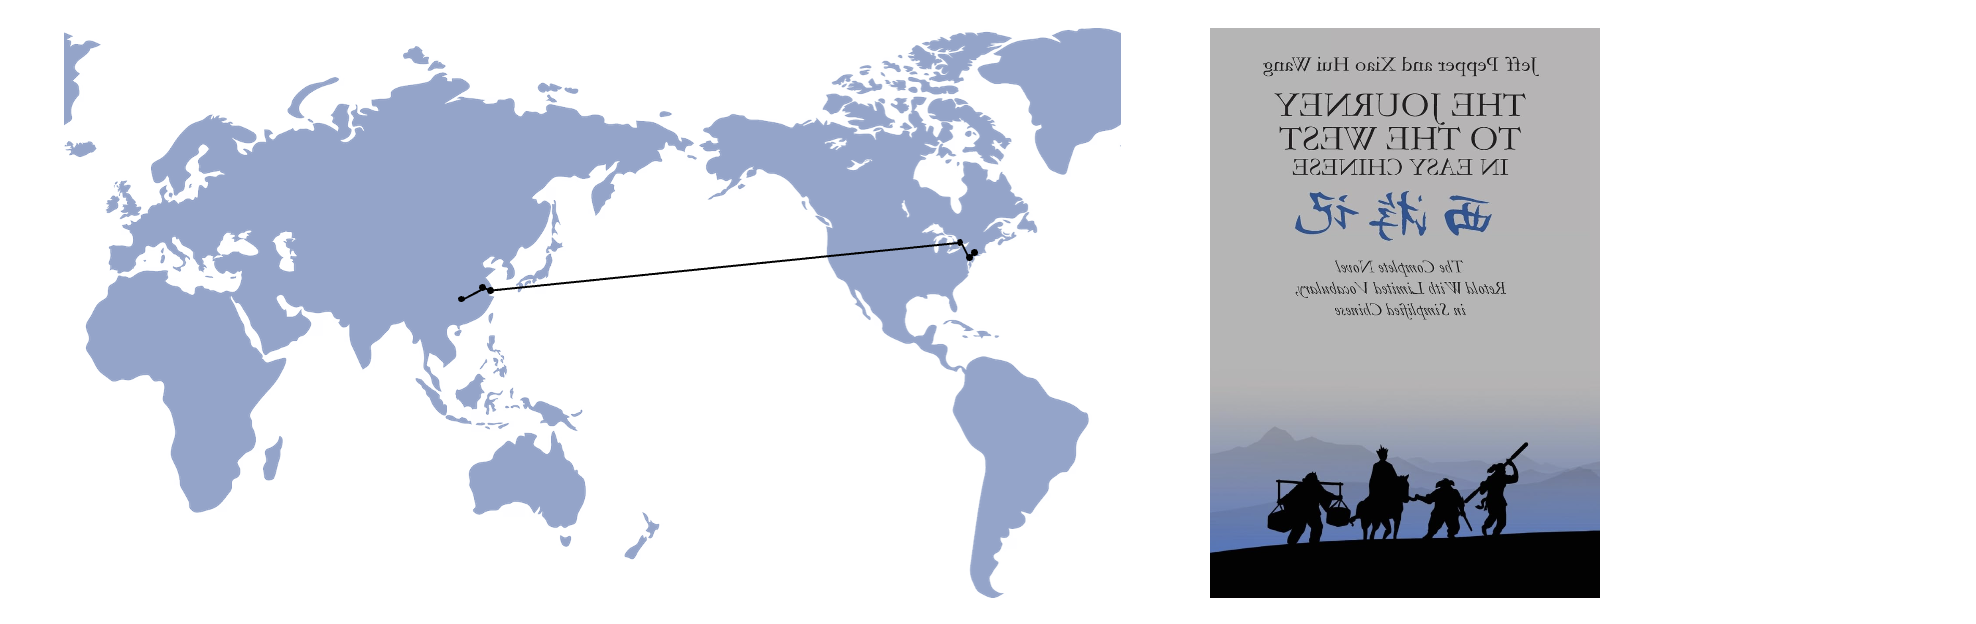 Jeff Pepper and Xiao Hui Wang
THE JOURNEY
TO THE WEST
IN EASY CHINESE
西游记
The Complete Novel
Retold With Limited Vocabulary,
in Simplified Chinese